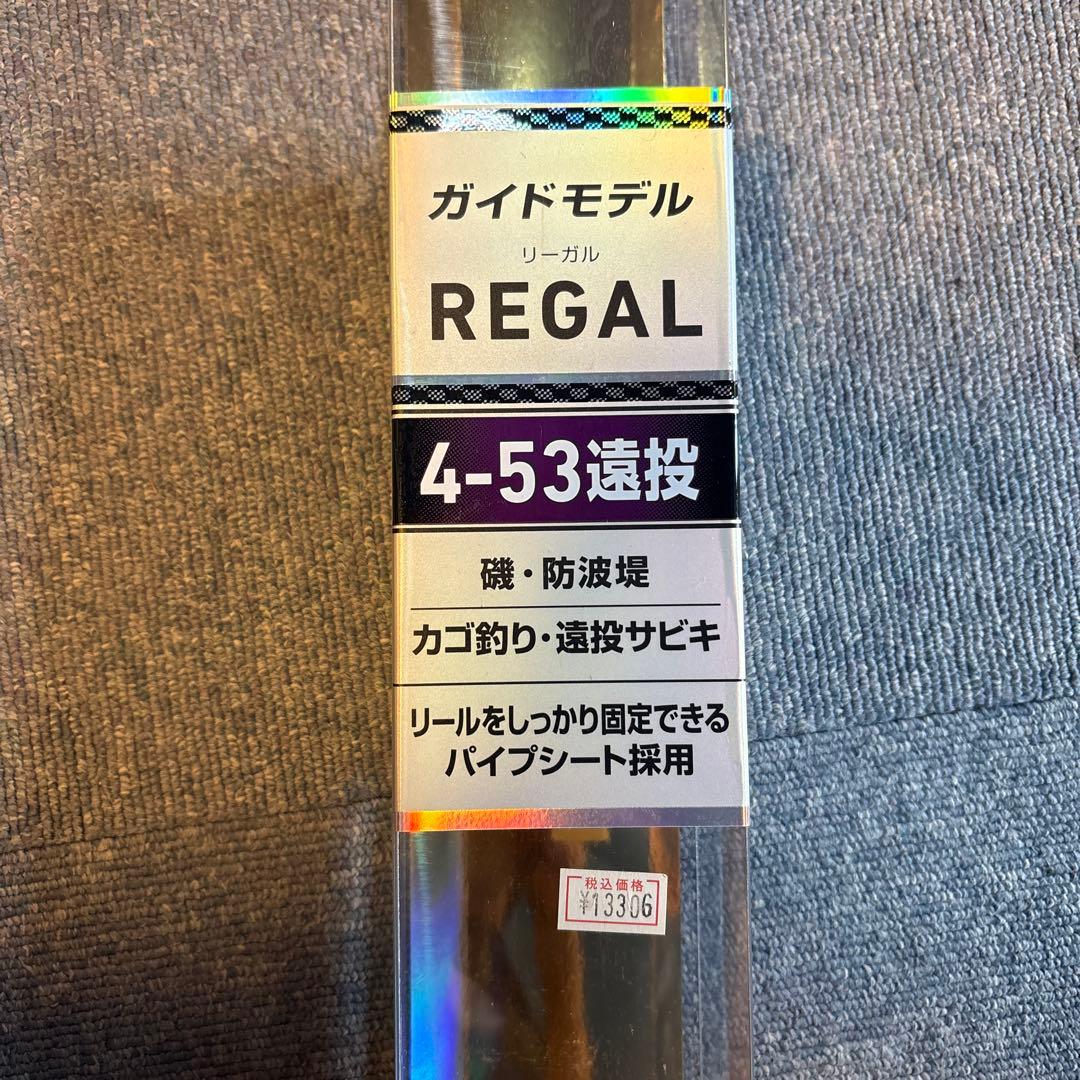 ガイドモデル
リーガル
REGAL
4-53遠投
磯・防波堤
カゴ釣り・遠投サビキ
リールをしっかり固定できる
パイプシート採用
税込価格
¥13306